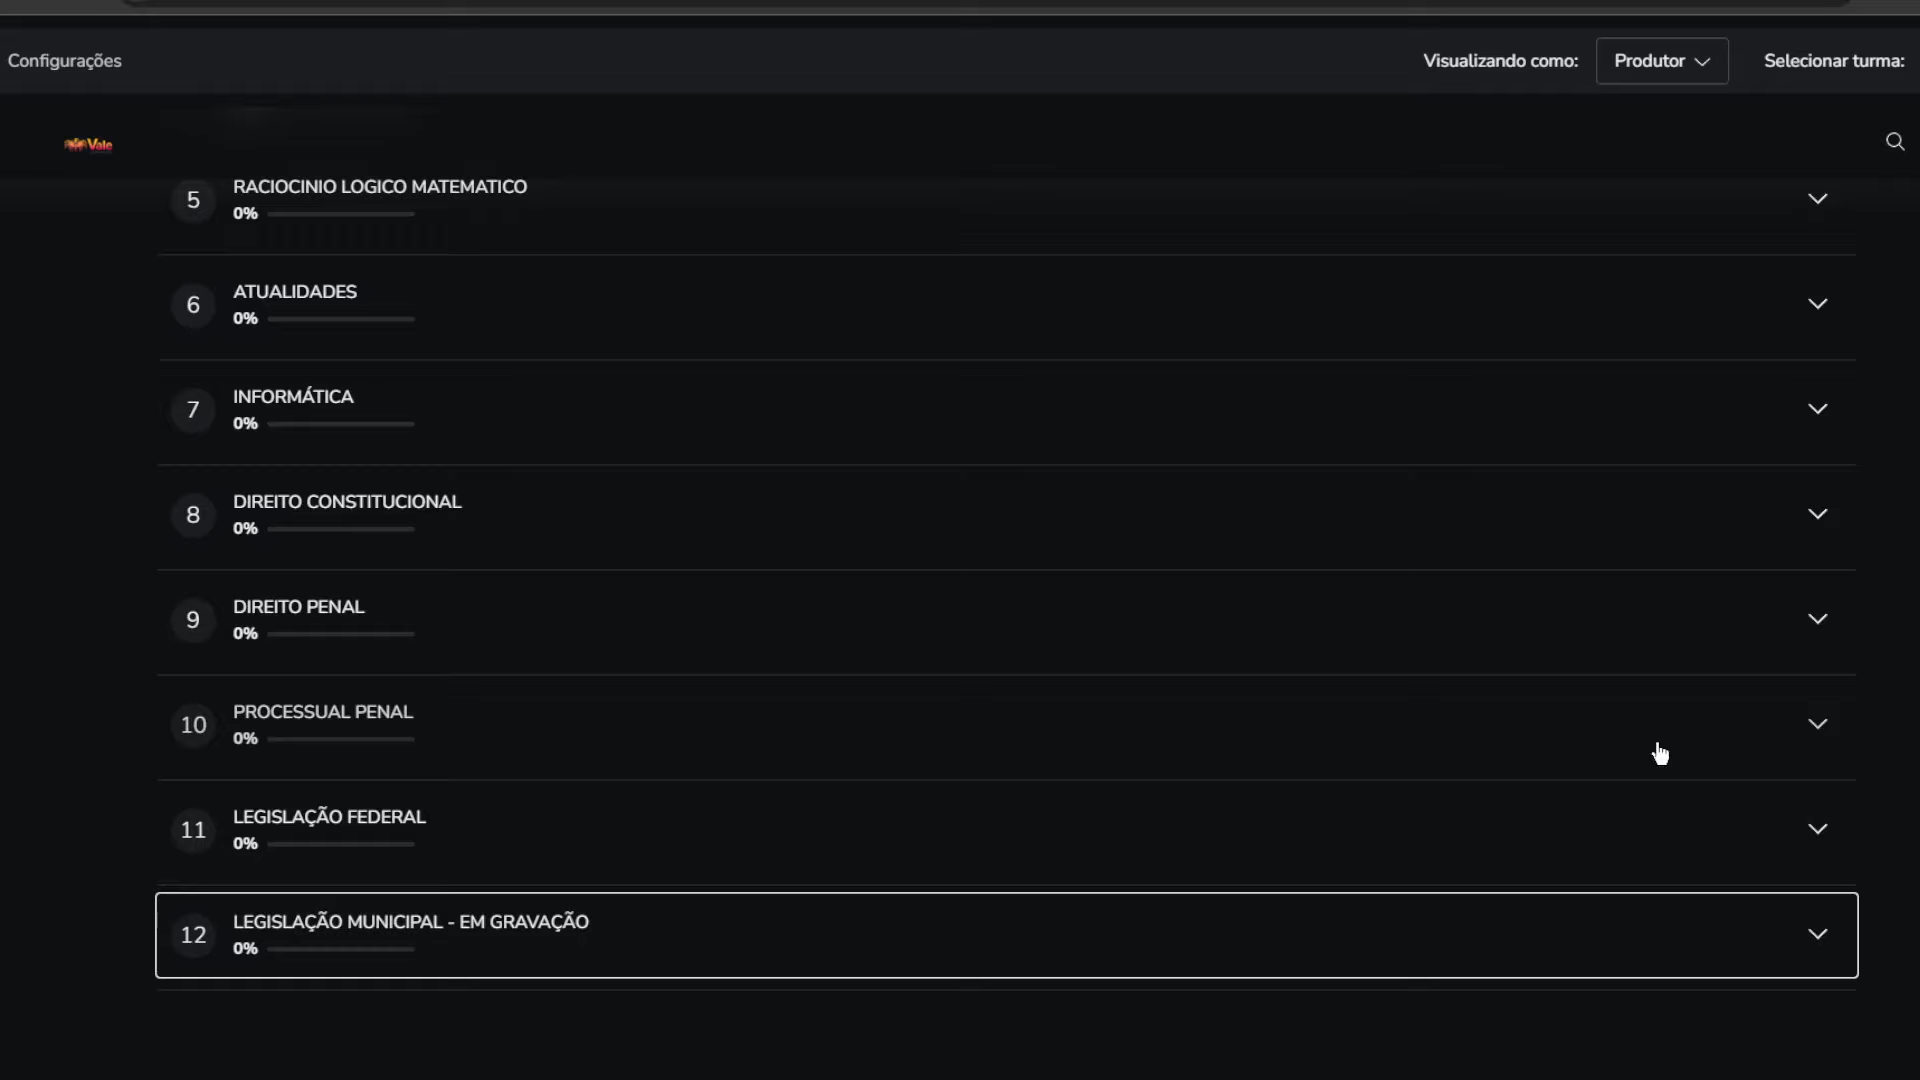 Configurações
Visualizando como:
Produtor
Selecionar turma:
Vale
5
RACIOCINIO LOGICO MATEMATICO
0%
6
ATUALIDADES
0%
7
INFORMÁTICA
0%
8
DIREITO CONSTITUCIONAL
0%
9
DIREITO PENAL
0%
10
PROCESSUAL PENAL
0%
11
LEGISLAÇÃO FEDERAL
0%
12
LEGISLAÇÃO MUNICIPAL - EM GRAVAÇÃO
0%